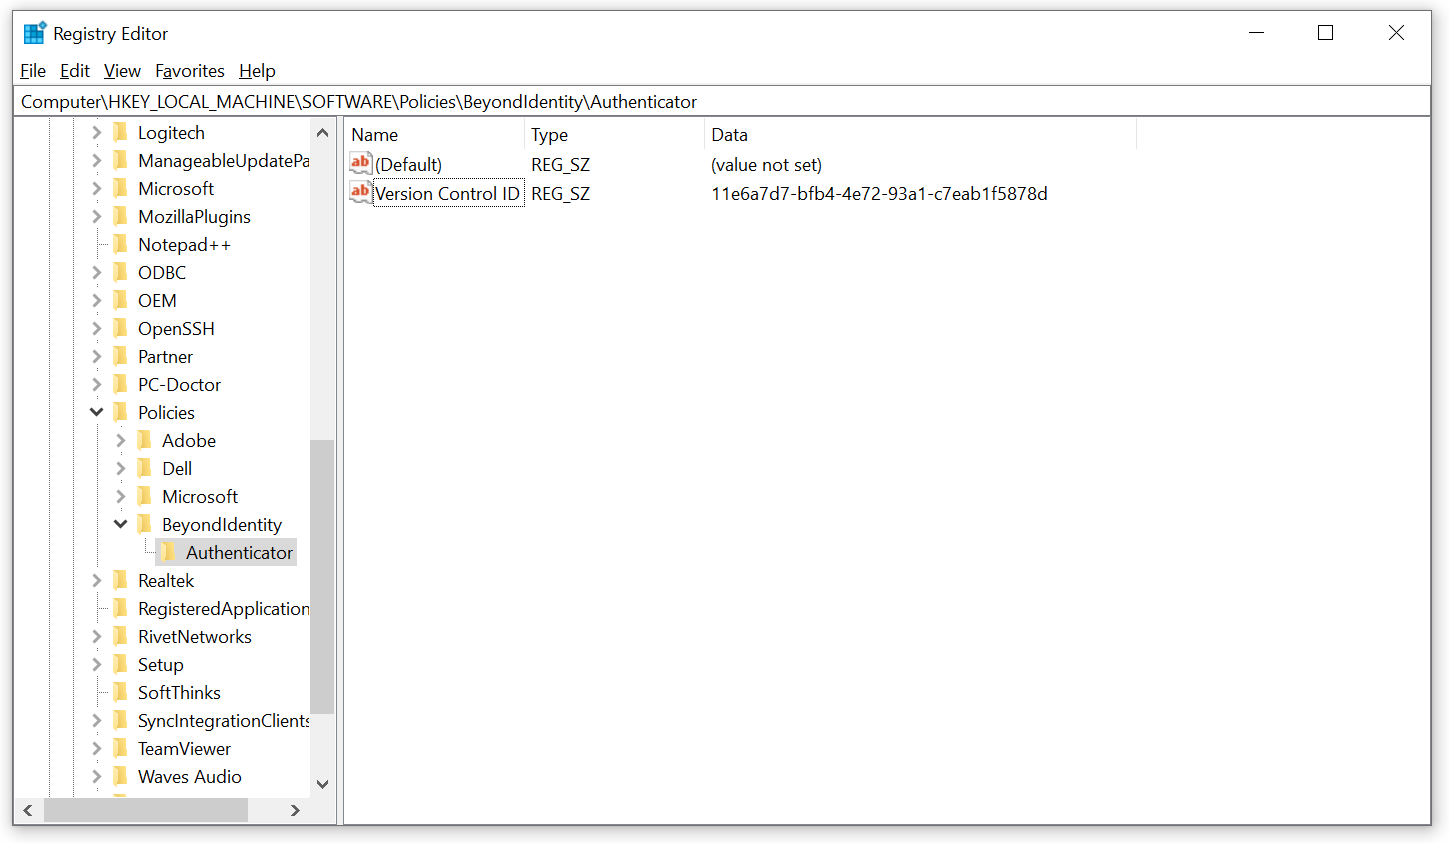 Registry Editor
File Edit View Favorites Help
Computer\HKEY_LOCAL_MACHINE\SOFTWARE\Policies\BeyondIdentity\Authenticator
Logitech
ManageableUpdatePa
Microsoft
MozillaPlugins
Notepad++
ODBC
OEM
OpenSSH
Partner
PC-Doctor
Policies
Adobe
Dell
Microsoft
BeyondIdentity
Authenticator
Realtek
RegisteredApplication
RivetNetworks
Setup
SoftThinks
SyncIntegrationClients
TeamViewer
Waves Audio
Name Type Data
ab (Default) REG_SZ (value not set)
ab Version Control ID REG_SZ 11e6a7d7-bfb4-4e72-93a1-c7eab1f5878d